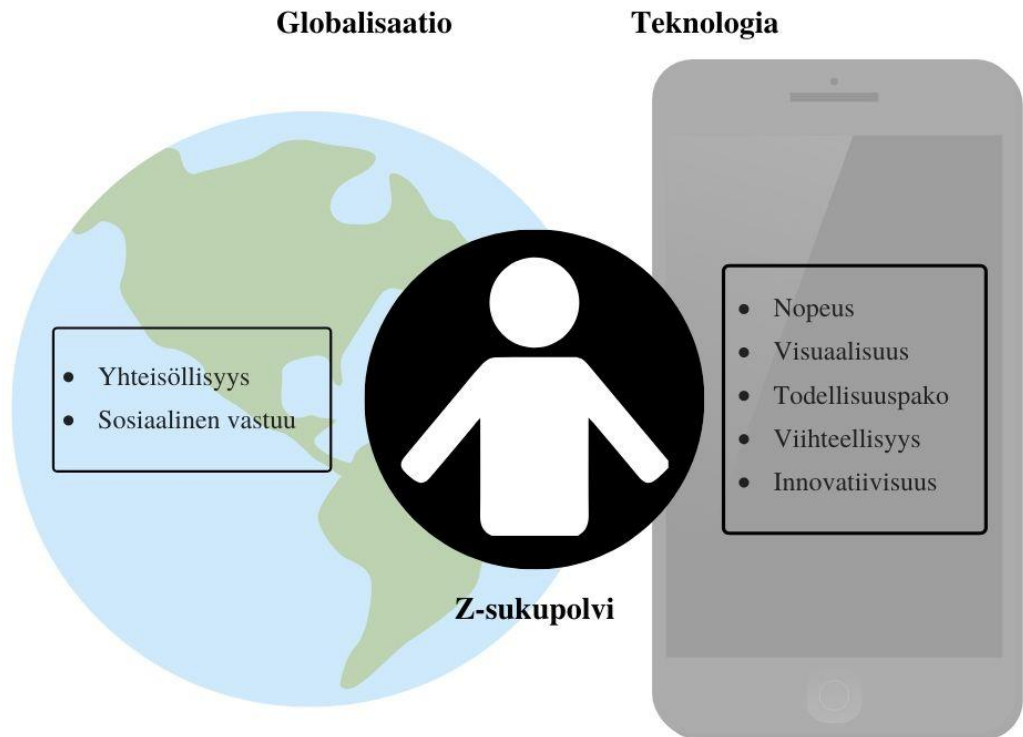 Globalisaatio
Teknologia
• Yhteisöllisyys
• Sosiaalinen vastuu
• Nopeus
• Visuaalisuus
• Todellisuuspako
• Viihteellisyys
• Innovatiivisuus
Z-sukupolvi